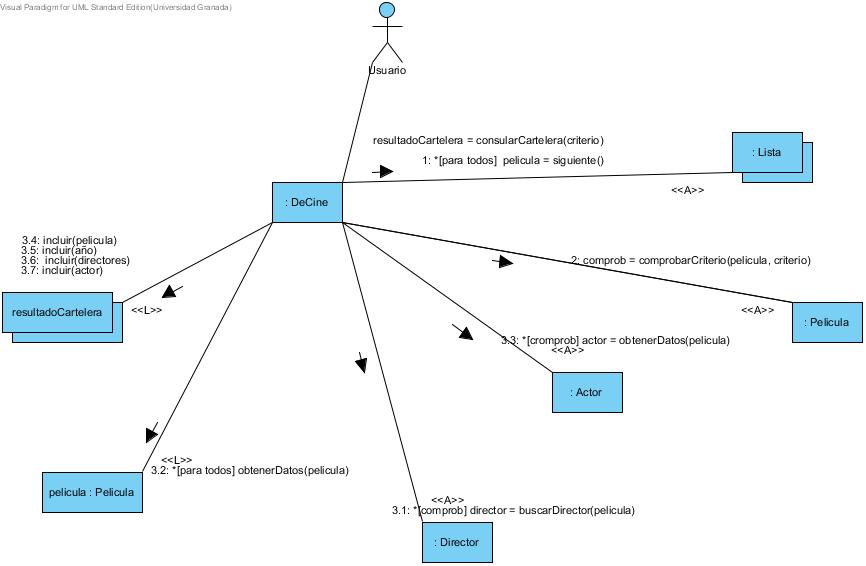 Visual Paradigm for UML Standard Edition(Universidad Granada)
Usuario
resultadoCartelera = consularCartelera(criterio)
1: *[para todos]  pelicula = siguiente()
: Lista
<<A>>
: DeCine
3.4: incluir(pelicula)
3.5: incluir(año)
3.6:  incluir(directores)
3.7: incluir(actor)
2: comprob = comprobarCriterio(pelicula, criterio)
resultadoCartelera
<<L>>
<<A>>
: Pelicula
3.3: *[cromprob] actor = obtenerDatos(pelicula)
<<A>>
: Actor
<<L>>
3.2: *[para todos] obtenerDatos(pelicula)
pelicula : Pelicula
<<A>>
3.1: *[comprob] director = buscarDirector(pelicula)
: Director